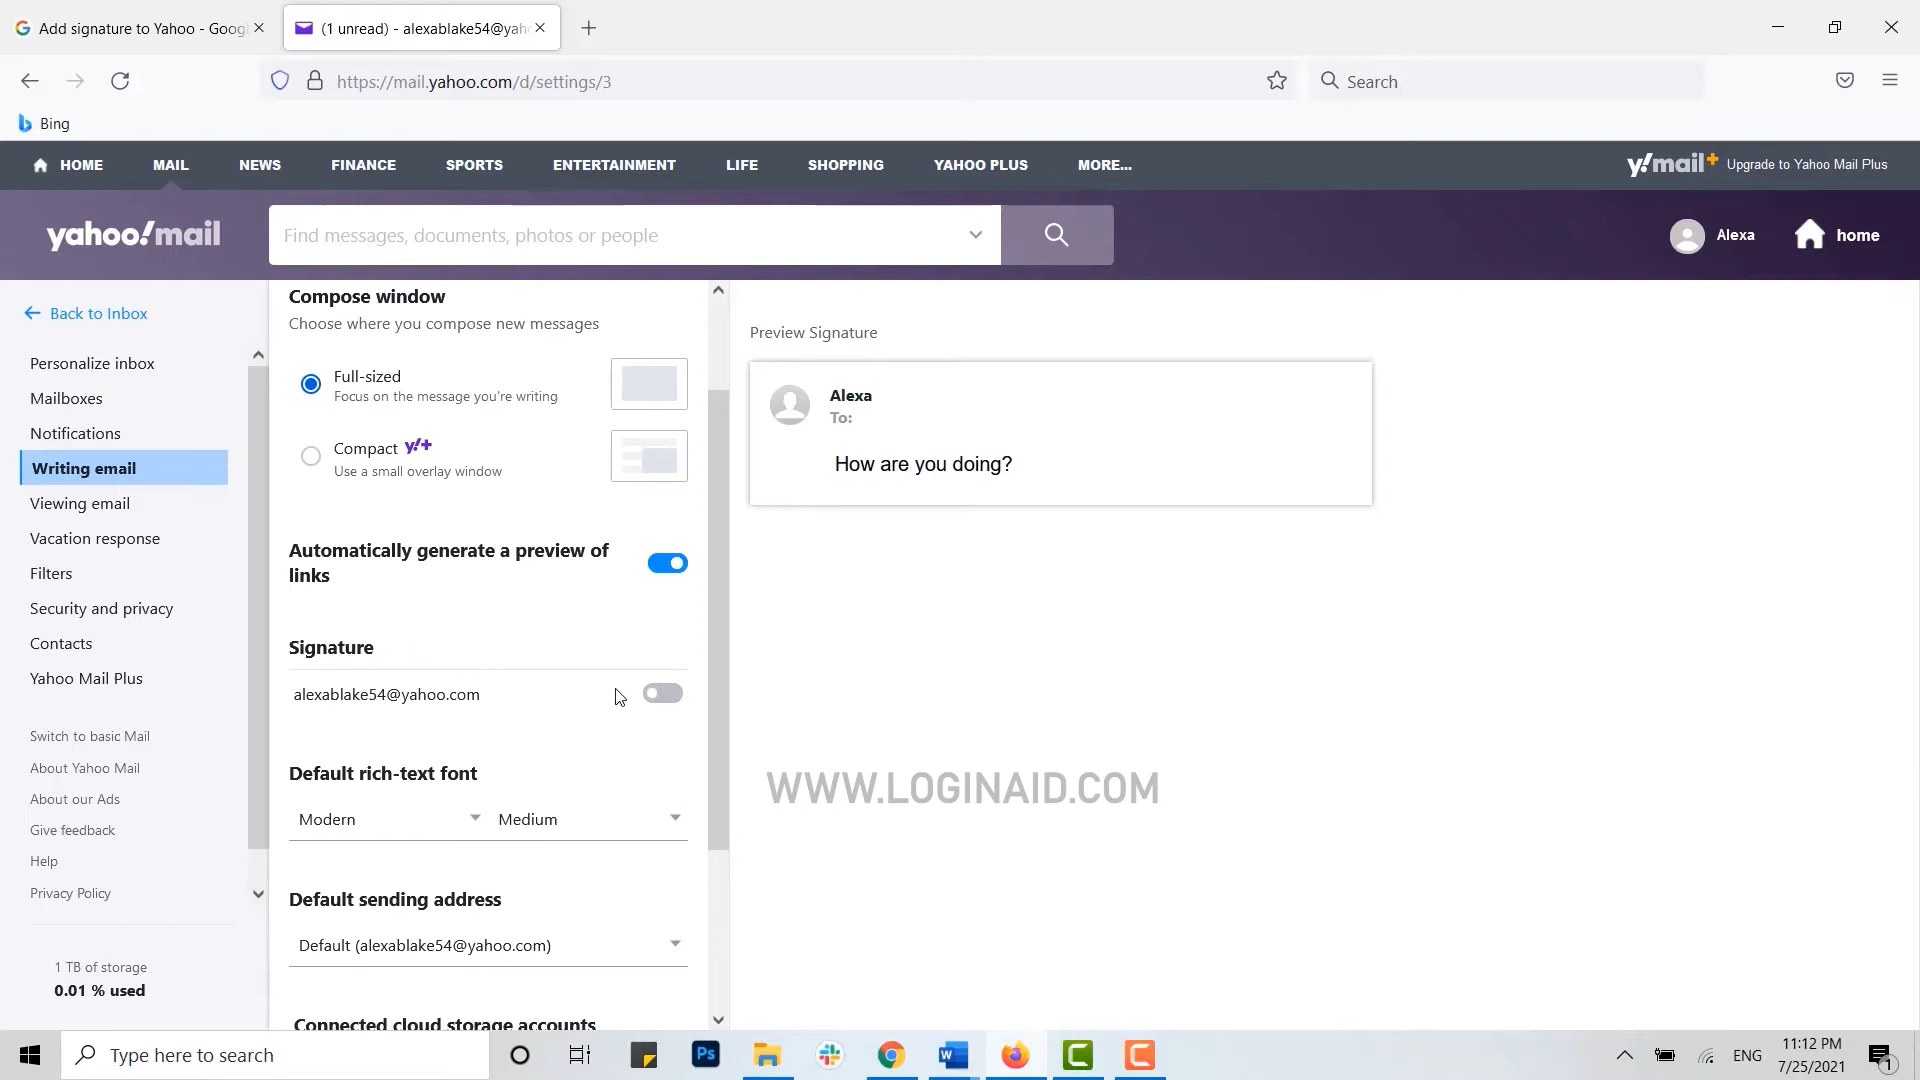 Add signature to Yahoo - Googl
(1 unread) - alexablake54@yaho
https://mail.yahoo.com/d/settings/3
Search
Bing
HOME MAIL NEWS FINANCE SPORTS ENTERTAINMENT LIFE SHOPPING YAHOO PLUS MORE...
y!mail+ Upgrade to Yahoo Mail Plus
yahoo!mail
Find messages, documents, photos or people
Alexa
home
Back to Inbox
Personalize inbox
Mailboxes
Notifications
Writing email
Viewing email
Vacation response
Filters
Security and privacy
Contacts
Yahoo Mail Plus
Switch to basic Mail
About Yahoo Mail
About our Ads
Give feedback
Help
Privacy Policy
1 TB of storage
0.01 % used
Compose window
Choose where you compose new messages
Full-sized
Focus on the message you're writing
Compact y!+
Use a small overlay window
Automatically generate a preview of
links
Signature
alexablake54@yahoo.com
Default rich-text font
Modern Medium
Default sending address
Default (alexablake54@yahoo.com)
Connected cloud storage accounts
Preview Signature
Alexa
To:
How are you doing?
WWW.LOGINAID.COM
Type here to search
Ps
W
C
C
ENG
11:12 PM
7/25/2021
1